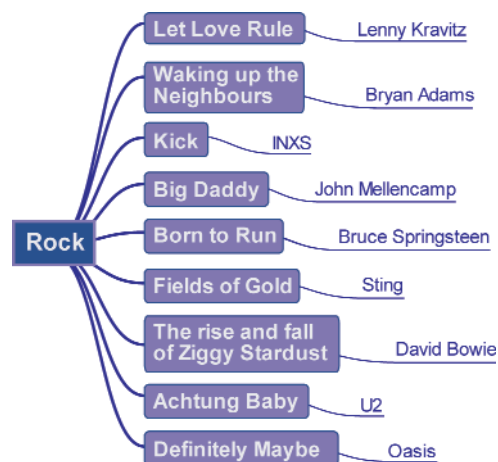 Let Love Rule
Lenny Kravitz
Waking up the
Neighbours
Bryan Adams
Kick
INXS
Big Daddy
John Mellencamp
Rock
Born to Run
Bruce Springsteen
Fields of Gold
Sting
The rise and fall
of Ziggy Stardust
David Bowie
Achtung Baby
U2
Definitely Maybe
Oasis